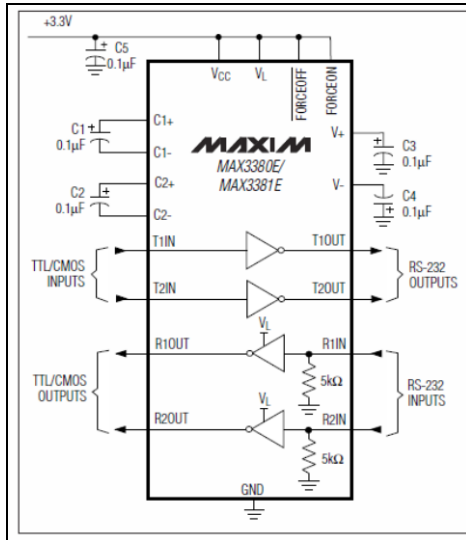 +3.3V
C5
0.1µF
VCC
VL
FORCEOFF
FORCEON
C1+
C1
0.1µF
C1-
C2+
C2
0.1µF
C2-
MAXIM
MAX3380E/
MAX3381E
V+
C3
0.1µF
V-
C4
0.1µF
TTL/CMOS
INPUTS
T1IN
T1OUT
T2IN
T2OUT
RS-232
OUTPUTS
TTL/CMOS
OUTPUTS
R1OUT
VL
R1IN
5kΩ
R2OUT
VL
R2IN
5kΩ
RS-232
INPUTS
GND